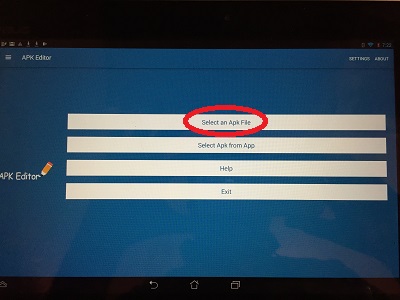 APK Editor
SETTINGS ABOUT
APK Editor
Select an Apk File
Select Apk from App
Help
Exit